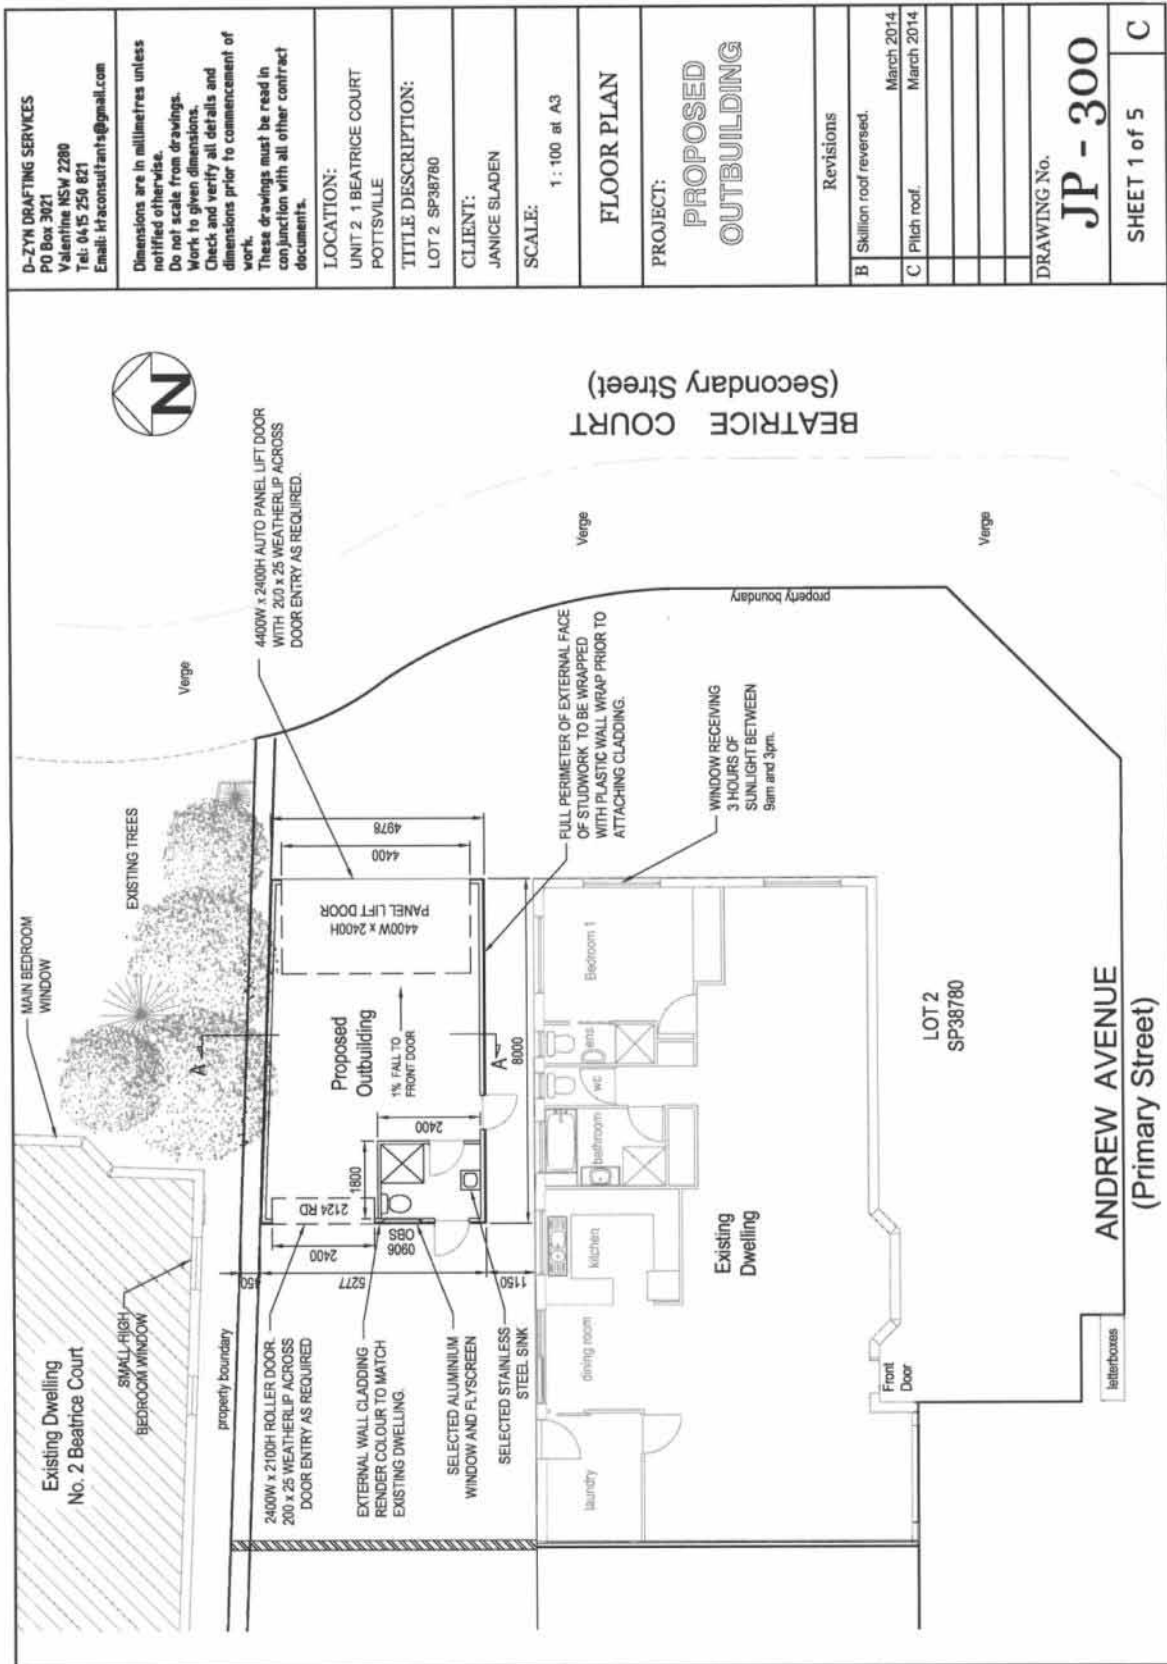 D-ZYN DRAFTING SERVICES
PO Box 3021
Valentine NSW 2280
Tel: 0415 250 821
Email: ktaconsultants@gmail.com
Dimensions are in millimetres unless
notified otherwise.
Do not scale from drawings.
Work to given dimensions.
Check and verify all details and
dimensions prior to commencement of
work.
These drawings must be read in
conjunction with all other contract
documents.
LOCATION:
UNIT 2 1 BEATRICE COURT
POTTSVILLE
TITLE DESCRIPTION:
LOT 2 SP38780
CLIENT:
JANICE SLADEN
SCALE:
1 : 100 at A3
FLOOR PLAN
PROJECT:
PROPOSED
OUTBUILDING
Revisions
B Skillion roof reversed. March 2014
C Pitch roof. March 2014
DRAWING No.
JP - 300
SHEET 1 of 5
C
N
BEATRICE COURT
(Secondary Street)
Verge
Verge
Verge
property boundary
4400W x 2400H AUTO PANEL LIFT DOOR
WITH 200 x 25 WEATHERLIP ACROSS
DOOR ENTRY AS REQUIRED.
FULL PERIMETER OF EXTERNAL FACE
OF STUDWORK TO BE WRAPPED
WITH PLASTIC WALL WRAP PRIOR TO
ATTACHING CLADDING.
WINDOW RECEIVING
3 HOURS OF
SUNLIGHT BETWEEN
9am and 3pm.
EXISTING TREES
MAIN BEDROOM
WINDOW
4978
4400
4400W x 2400H
PANEL LIFT DOOR
Proposed
Outbuilding
1% FALL TO
FRONT DOOR
A
A
8000
2400
1800
2124 RD
2400
0906
OBS
5277
450
1150
Existing Dwelling
No. 2 Beatrice Court
SMALL HIGH
BEDROOM WINDOW
property boundary
2400W x 2100H ROLLER DOOR.
200 x 25 WEATHERLIP ACROSS
DOOR ENTRY AS REQUIRED
EXTERNAL WALL CLADDING
RENDER COLOUR TO MATCH
EXISTING DWELLING.
SELECTED ALUMINIUM
WINDOW AND FLYSCREEN
SELECTED STAINLESS
STEEL SINK
Bedroom 1
ens
wc
bathroom
kitchen
dining room
laundry
Existing
Dwelling
Front
Door
LOT 2
SP38780
letterboxes
ANDREW AVENUE
(Primary Street)